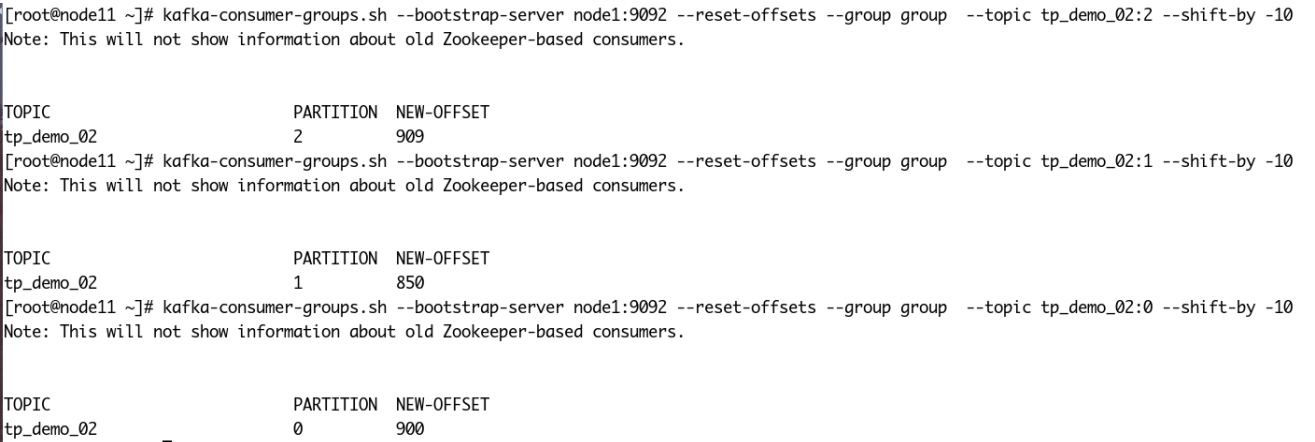 [root@node11 ~]# kafka-consumer-groups.sh --bootstrap-server node1:9092 --reset-offsets --group group  --topic tp_demo_02:2 --shift-by -10
Note: This will not show information about old Zookeeper-based consumers.
TOPIC                          PARTITION  NEW-OFFSET
tp_demo_02                     2          909
[root@node11 ~]# kafka-consumer-groups.sh --bootstrap-server node1:9092 --reset-offsets --group group  --topic tp_demo_02:1 --shift-by -10
Note: This will not show information about old Zookeeper-based consumers.
TOPIC                          PARTITION  NEW-OFFSET
tp_demo_02                     1          850
[root@node11 ~]# kafka-consumer-groups.sh --bootstrap-server node1:9092 --reset-offsets --group group  --topic tp_demo_02:0 --shift-by -10
Note: This will not show information about old Zookeeper-based consumers.
TOPIC                          PARTITION  NEW-OFFSET
tp_demo_02                     0          900